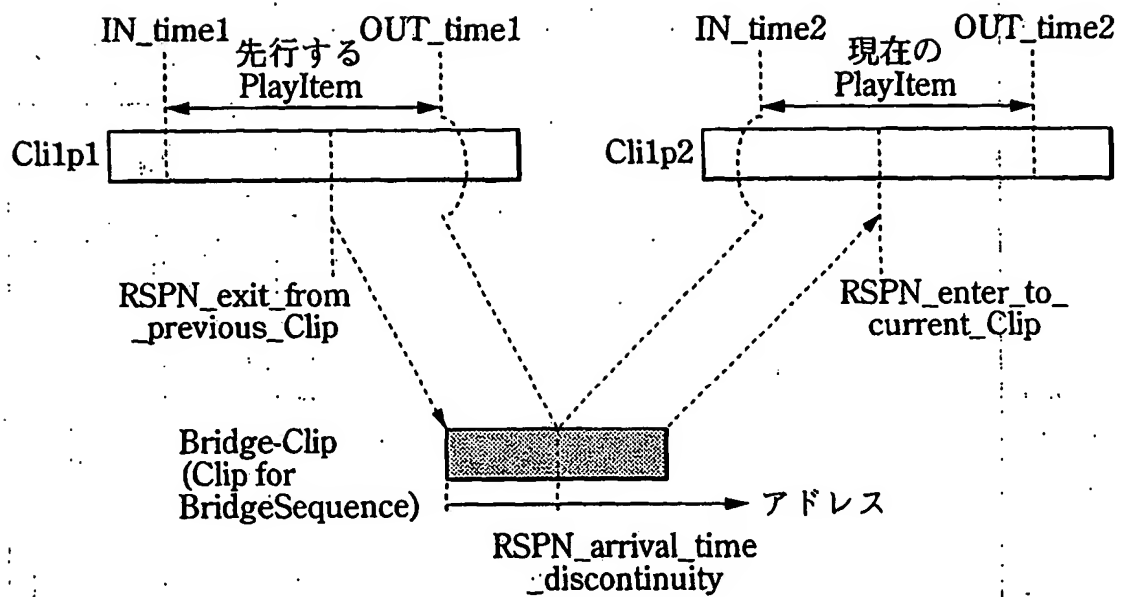 IN_time1
先行する
PlayItem
OUT_time1
IN_time2
現在の
PlayItem
OUT_time2
Cli1p1
Cli1p2
RSPN_exit_from
_previous_Clip
RSPN_enter_to_
current_Clip
Bridge-Clip
(Clip for
BridgeSequence)
アドレス
RSPN_arrival_time
_discontinuity